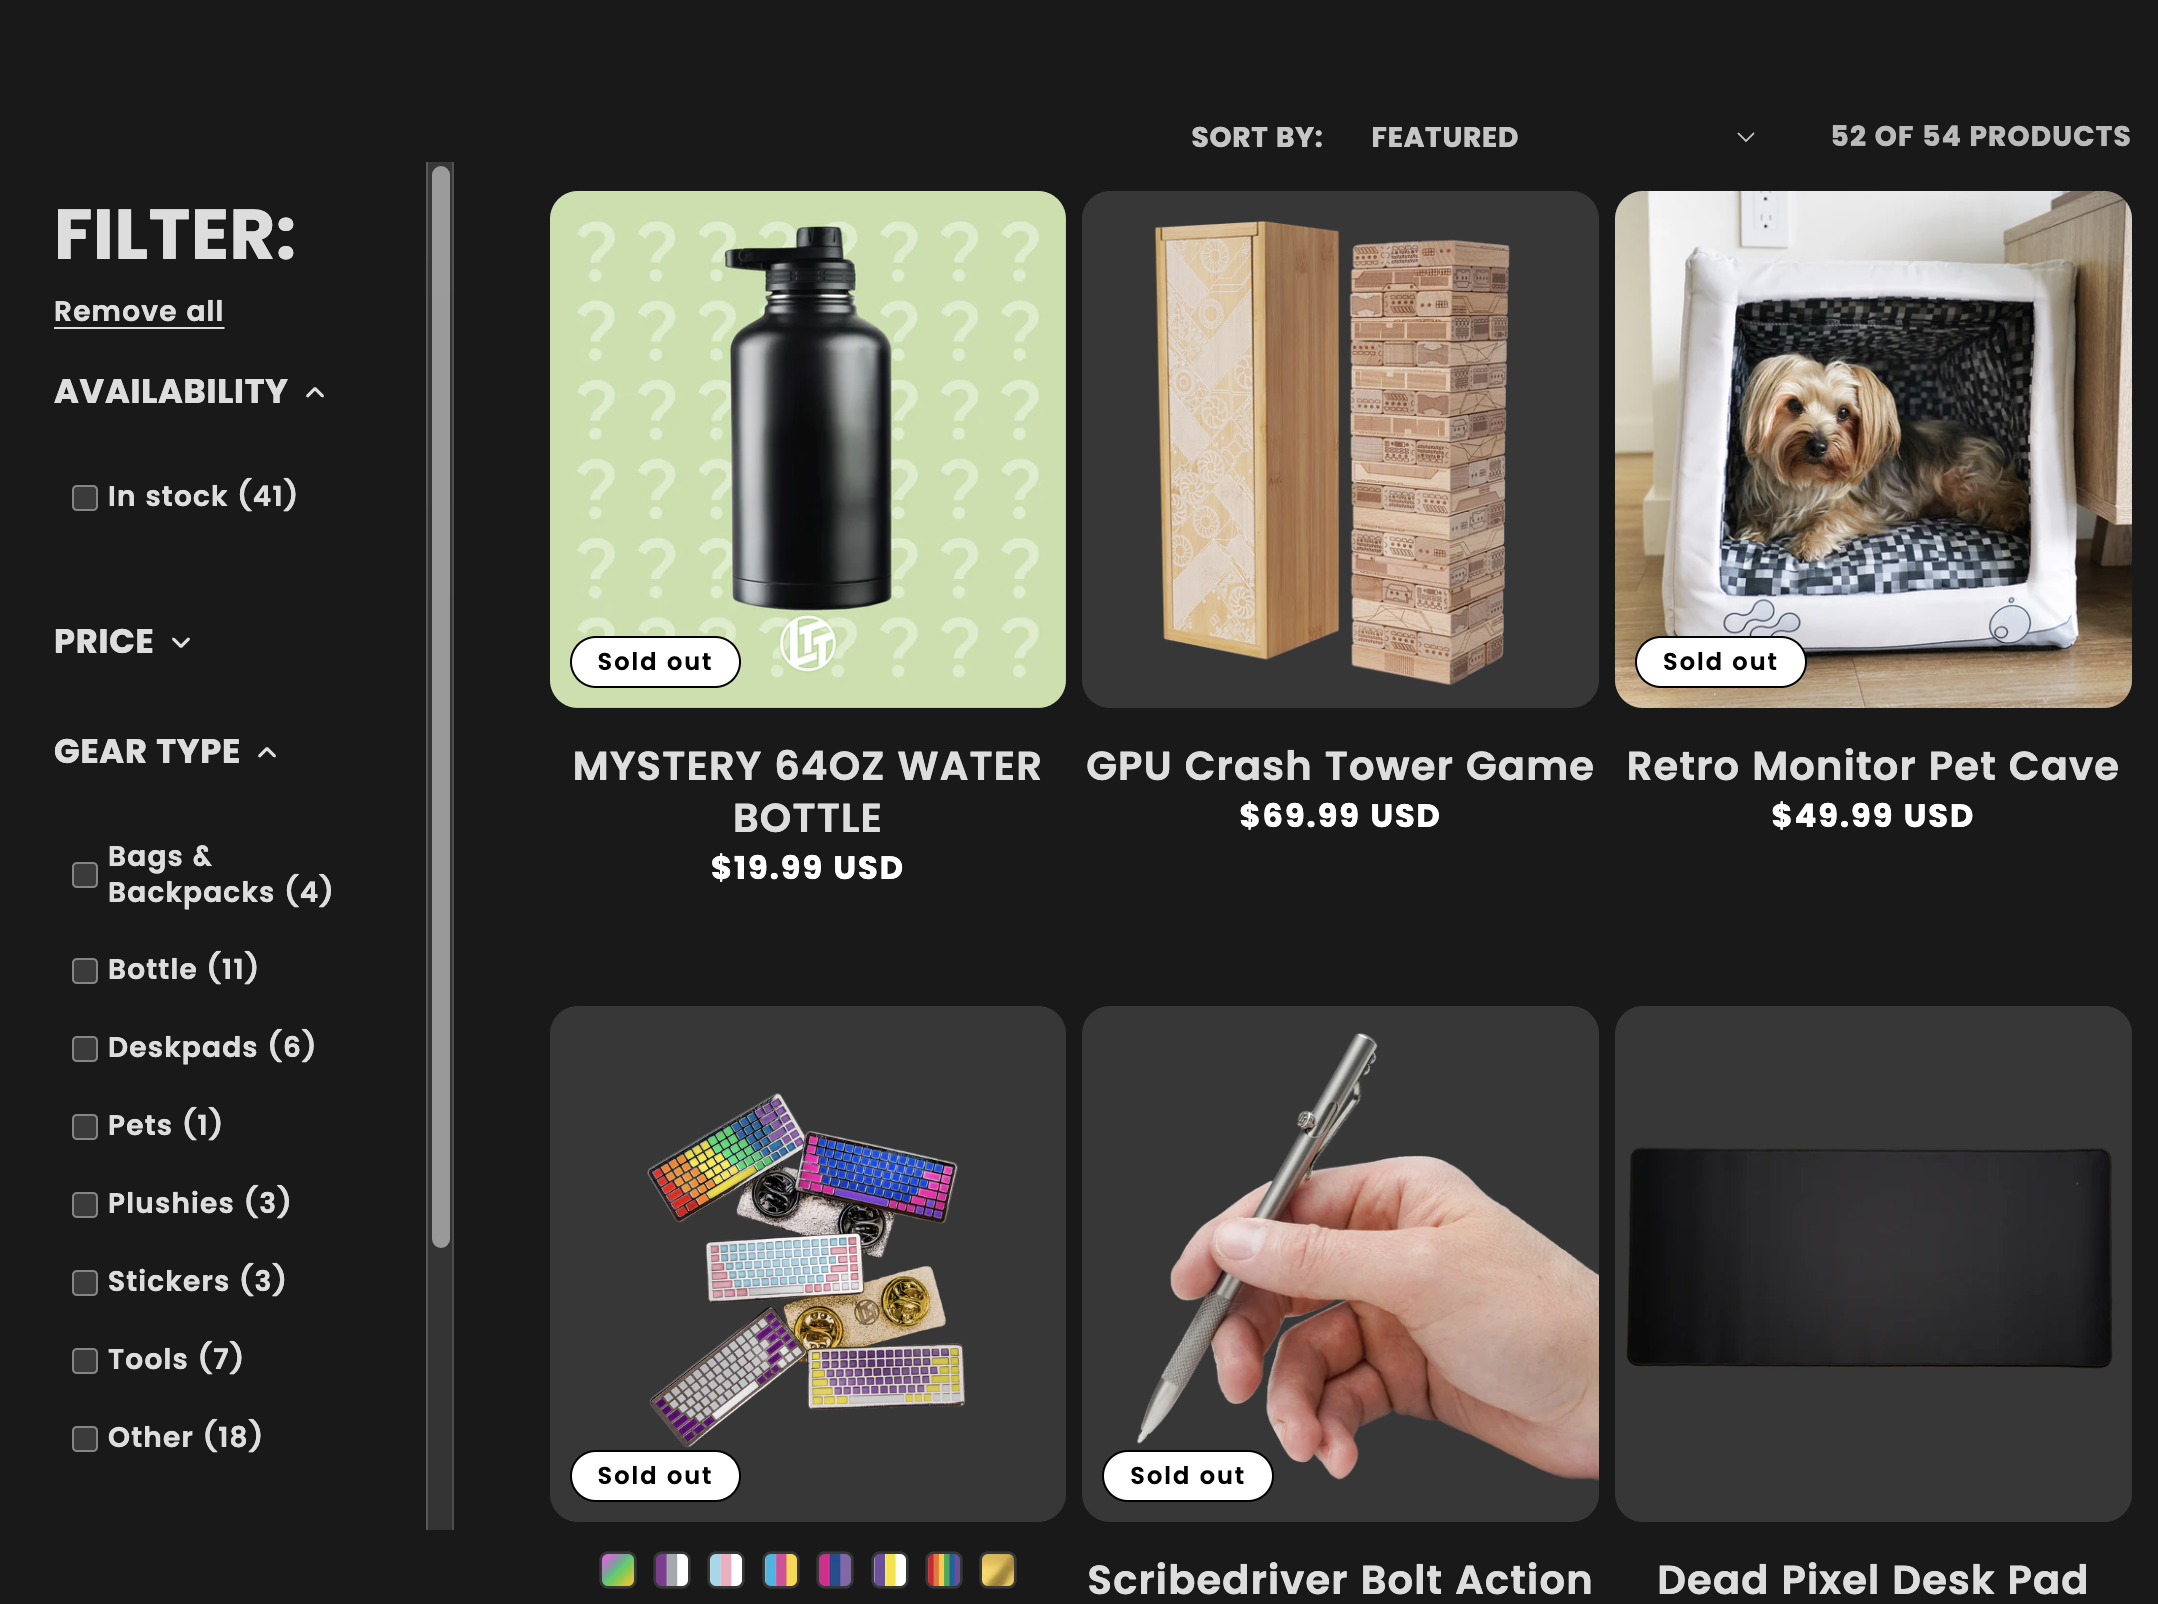 SORT BY: FEATURED 52 OF 54 PRODUCTS
FILTER:
Remove all
AVAILABILITY
In stock (41)
PRICE
GEAR TYPE
Bags &
Backpacks (4)
Bottle (11)
Deskpads (6)
Pets (1)
Plushies (3)
Stickers (3)
Tools (7)
Other (18)
LTT
Sold out
MYSTERY 64OZ WATER
BOTTLE
$19.99 USD
GPU Crash Tower Game
$69.99 USD
Sold out
Retro Monitor Pet Cave
$49.99 USD
Sold out
Sold out
Scribedriver Bolt Action
Dead Pixel Desk Pad